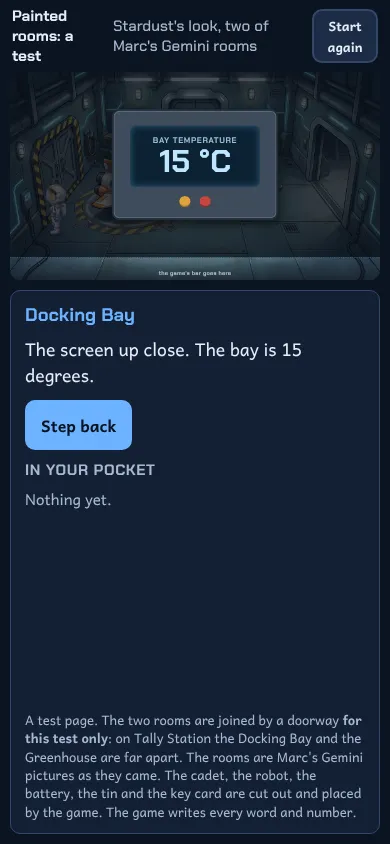 Painted
rooms: a
test
Stardust's look, two of
Marc's Gemini rooms
Start
again
BAY TEMPERATURE
15 °C
the game's bar goes here
Docking Bay
The screen up close. The bay is 15
degrees.
Step back
IN YOUR POCKET
Nothing yet.
A test page. The two rooms are joined by a doorway for
this test only: on Tally Station the Docking Bay and the
Greenhouse are far apart. The rooms are Marc's Gemini
pictures as they came. The cadet, the robot, the
battery, the tin and the key card are cut out and placed
by the game. The game writes every word and number.